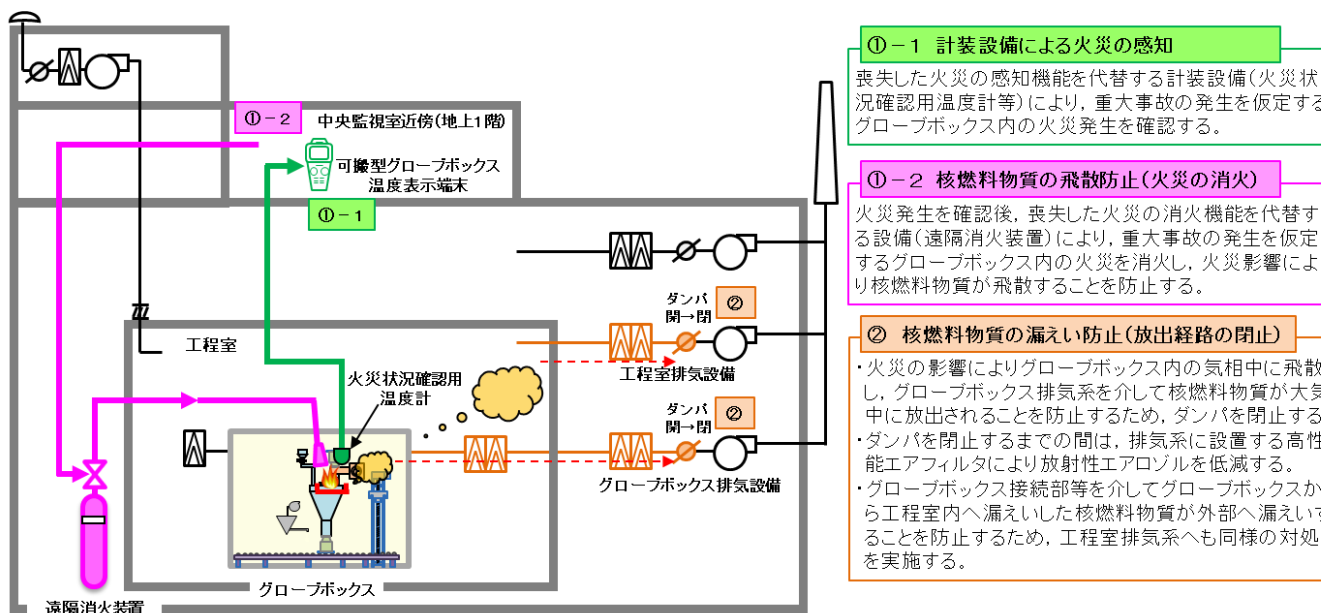 ①-2 中央監視室近傍(地上1階)
可搬型グローブボックス
温度表示端末
①-1
工程室
火災状況確認用
温度計
ダンパ
開→閉
②
工程室排気設備
ダンパ
開→閉
②
グローブボックス排気設備
グローブボックス
遠隔消火装置
①-1 計装設備による火災の感知
喪失した火災の感知機能を代替する計装設備(火災状
況確認用温度計等)により,重大事故の発生を仮定する
グローブボックス内の火災発生を確認する。
①-2 核燃料物質の飛散防止(火災の消火)
火災発生を確認後,喪失した火災の消火機能を代替す
る設備(遠隔消火装置)により,重大事故の発生を仮定
するグローブボックス内の火災を消火し,火災影響によ
り核燃料物質が飛散することを防止する。
② 核燃料物質の漏えい防止(放出経路の閉止)
・火災の影響によりグローブボックス内の気相中に飛散
し,グローブボックス排気系を介して核燃料物質が大気
中に放出されることを防止するため,ダンパを閉止する
・ダンパを閉止するまでの間は,排気系に設置する高性
能エアフィルタにより放射性エアロゾルを低減する。
・グローブボックス接続部等を介してグローブボックスか
ら工程室内へ漏えいした核燃料物質が外部へ漏えいす
ることを防止するため,工程室排気系へも同様の対処
を実施する。